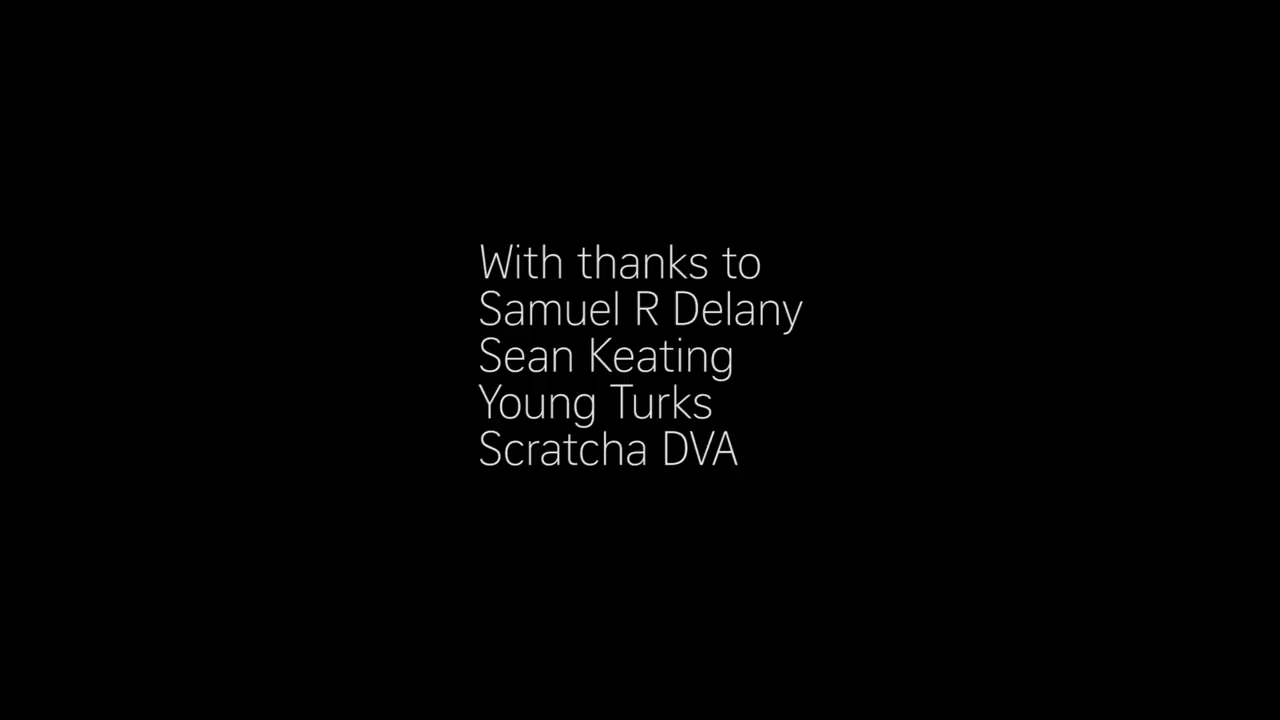 With thanks to
Samuel R Delany
Sean Keating
Young Turks
Scratcha DVA